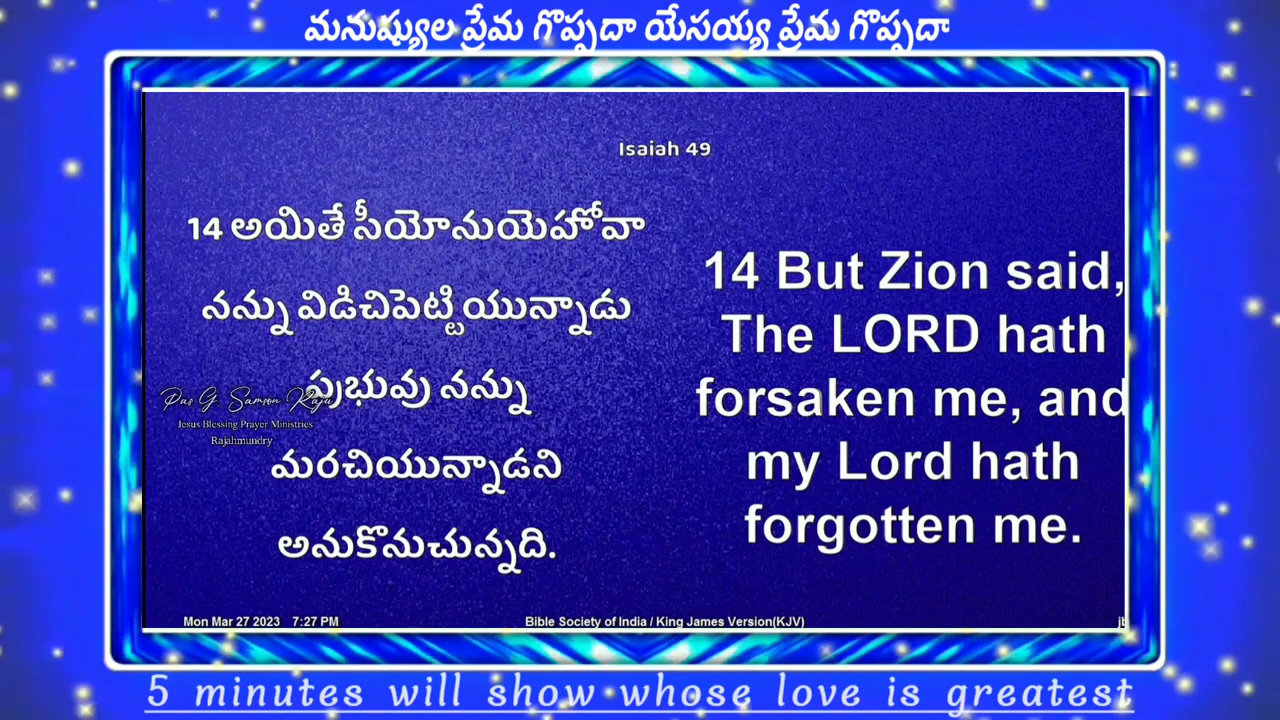 మనుష్యుల ప్రేమ గొప్పదా యేసయ్య ప్రేమ గొప్పదా
Isaiah 49
14 అయితే సీయోనుయెహోవా
నన్ను విడిచిపెట్టియున్నాడు
ప్రభువు నన్ను
మరచియున్నాడని
అనుకొనుచున్నది.
14 But Zion said,
The LORD hath
forsaken me, and
my Lord hath
forgotten me.
Pas G. Samson Raju
Jesus Blessing Prayer Ministries
Rajahmundry
Mon Mar 27 2023 7:27 PM
Bible Society of India / King James Version(KJV)
5 minutes will show whose love is greatest